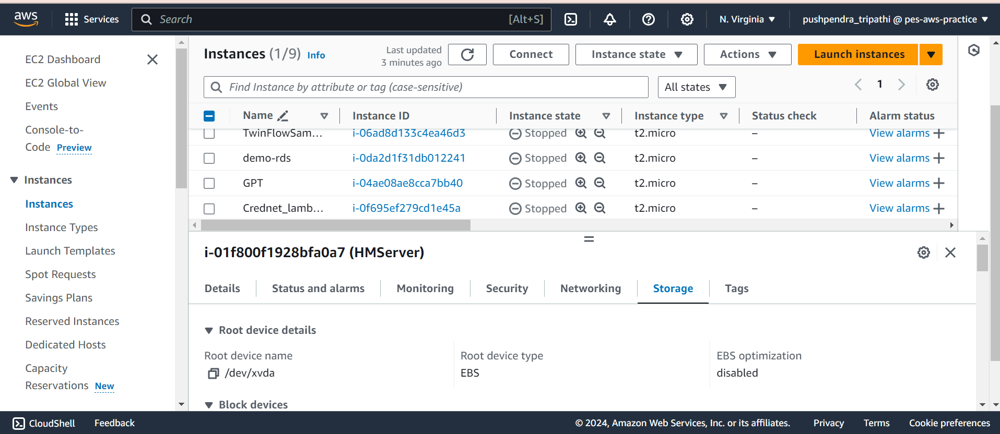 aws
Services
Search
[Alt+S]
N. Virginia
pushpendra_tripathi @ pes-aws-practice
EC2 Dashboard
EC2 Global View
Events
Console-to-
Code Preview
Instances
Instances
Instance Types
Launch Templates
Spot Requests
Savings Plans
Reserved Instances
Dedicated Hosts
Capacity
Reservations New
Instances (1/9) Info
Last updated
3 minutes ago
Connect
Instance state
Actions
Launch instances
Find Instance by attribute or tag (case-sensitive)
All states
1
Name Instance ID Instance state Instance type Status check Alarm status
TwinFlowSam... i-06ad8d133c4ea46d3 Stopped t2.micro – View alarms
demo-rds i-0da2d1f31db012241 Stopped t2.micro – View alarms
GPT i-04ae08ae8cca7bb40 Stopped t2.micro – View alarms
Crednet_lamb... i-0f695ef279cd1e45a Stopped t2.micro – View alarms
i-01f800f1928bfa0a7 (HMServer)
Details Status and alarms Monitoring Security Networking Storage Tags
Root device details
Root device name
/dev/xvda
Root device type
EBS
EBS optimization
disabled
Block devices
CloudShell Feedback
© 2024, Amazon Web Services, Inc. or its affiliates. Privacy Terms Cookie preferences